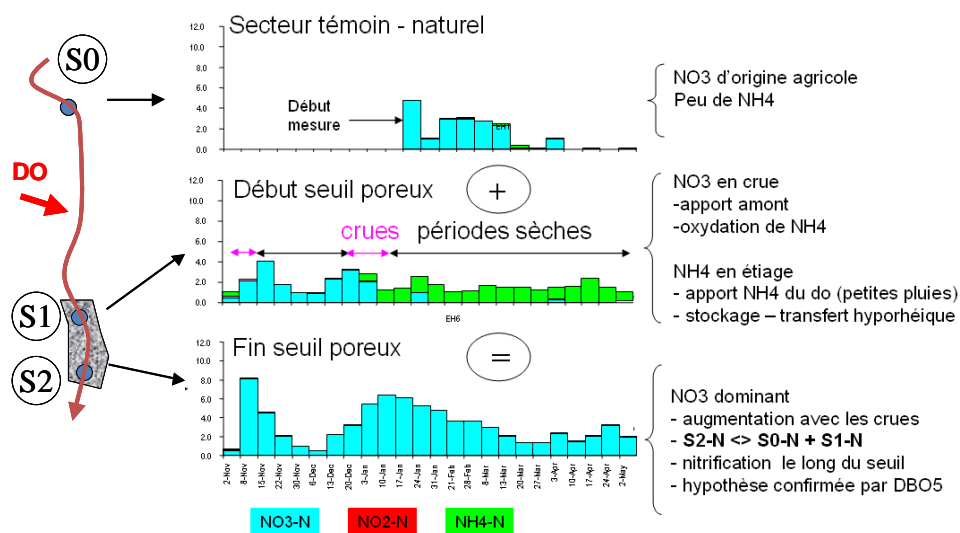 S0
DO
S1
S2
Secteur témoin - naturel
12.0
10.0
8.0
6.0
4.0
2.0
Début
mesure
EH1
NO3 d'origine agricole
Peu de NH4
Début seuil poreux
+
12.0
10.0
8.0
6.0
4.0
2.0
0.0
crues
périodes sèches
EH6
NO3 en crue
-apport amont
-oxydation de NH4
NH4 en étiage
- apport NH4 du do (petites pluies)
- stockage – transfert hyporhéique
Fin seuil poreux
=
12.0
10.0
8.0
6.0
4.0
2.0
0.0
2-Nov
8-Nov
15-Nov
22-Nov
30-Nov
6-Dec
13-Dec
20-Dec
3-Jan
10-Jan
17-Jan
24-Jan
31-Jan
21-Feb
28-Feb
8-Mar
13-Mar
20-Mar
27-Mar
3-Apr
10-Apr
17-Apr
24-Apr
2-May
NO3 dominant
- augmentation avec les crues
- S2-N <> S0-N + S1-N
- nitrification le long du seuil
- hypothèse confirmée par DBO5
NO3-N
NO2-N
NH4-N